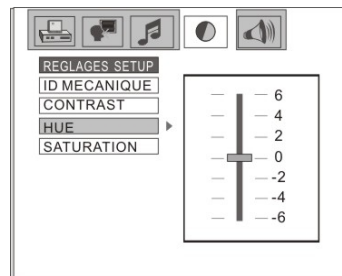 REGLAGES SETUP
ID MECANIQUE
CONTRAST
HUE
SATURATION
6
4
2
0
-2
-4
-6